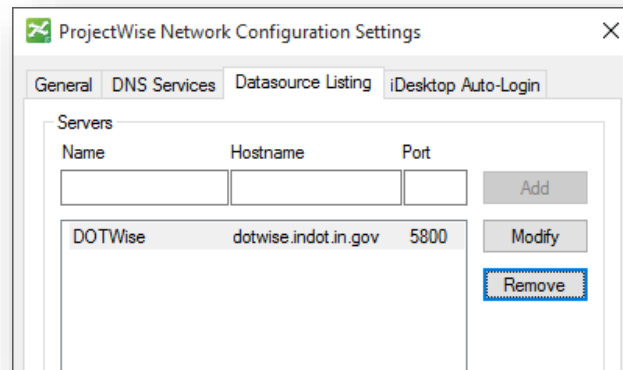 ProjectWise Network Configuration Settings
General DNS Services Datasource Listing iDesktop Auto-Login
Servers
Name Hostname Port
Add
DOTWise dotwise.indot.in.gov 5800 Modify
Remove